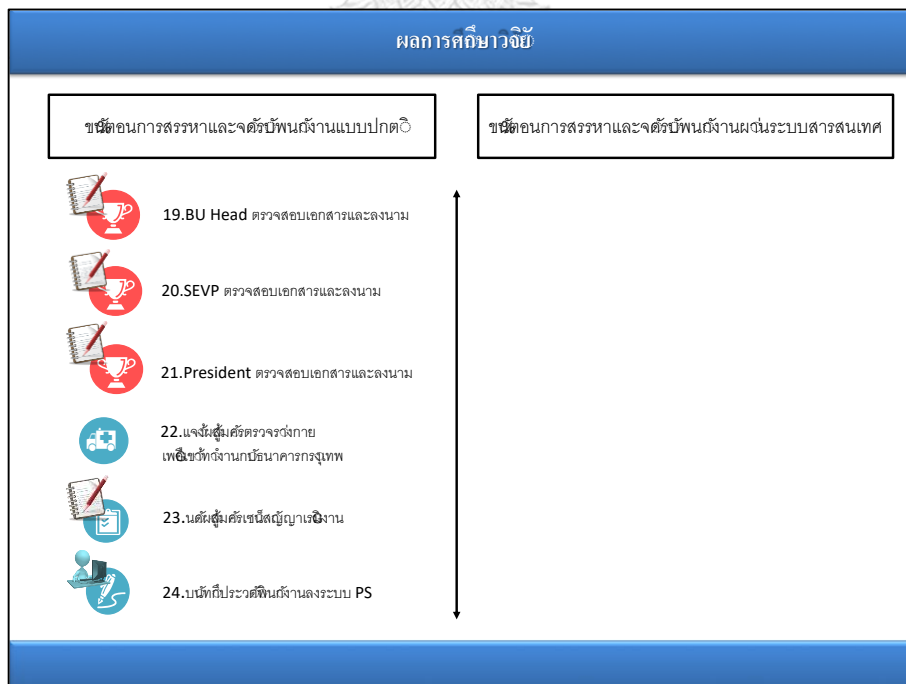 ผลการศึกษาวิจัย
ขั้นตอนการสรรหาและจัดรับพนักงานแบบปกติ
ขั้นตอนการสรรหาและจัดรับพนักงานผ่านระบบสารสนเทศ
19.BU Head ตรวจสอบเอกสารและลงนาม
20.SEVP ตรวจสอบเอกสารและลงนาม
21.President ตรวจสอบเอกสารและลงนาม
22.แจ้งผู้สมัครตรวจร่างกาย
เพื่อเข้าทำงานกับธนาคารกรุงเทพ
23.นัดผู้สมัครเซ็นสัญญาเริ่มงาน
24.บันทึกประวัติพนักงานลงระบบ PS